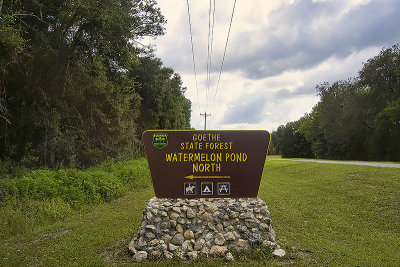 GOETHE
STATE FOREST
WATERMELON POND
NORTH